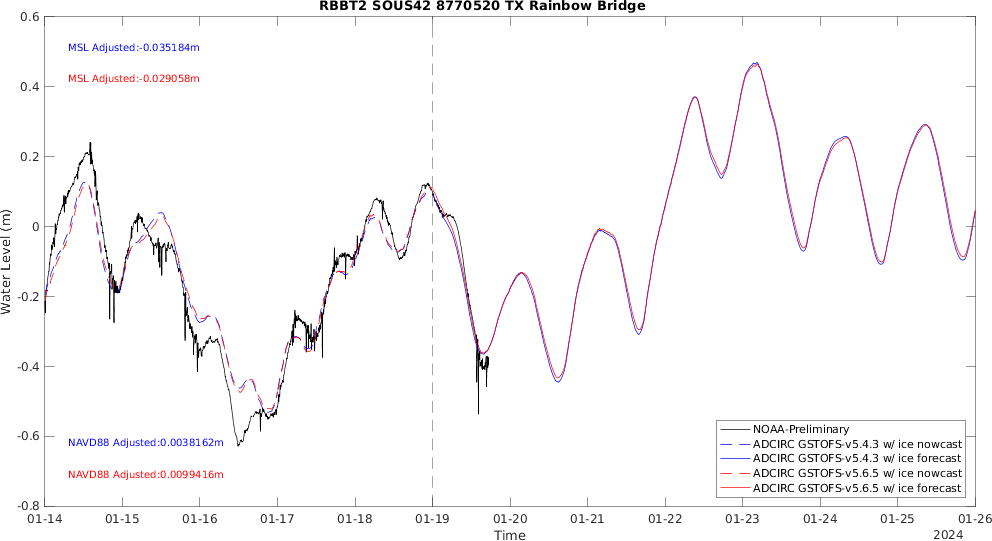 RBBT2 SOUS42 8770520 TX Rainbow Bridge
MSL Adjusted:-0.035184m
MSL Adjusted:-0.029058m
Water Level (m)
0.6
0.4
0.2
0
-0.2
-0.4
-0.6
-0.8
NAVD88 Adjusted:0.0038162m
NAVD88 Adjusted:0.0099416m
NOAA-Preliminary
ADCIRC GSTOFS-v5.4.3 w/ ice nowcast
ADCIRC GSTOFS-v5.4.3 w/ ice forecast
ADCIRC GSTOFS-v5.6.5 w/ ice nowcast
ADCIRC GSTOFS-v5.6.5 w/ ice forecast
01-14 01-15 01-16 01-17 01-18 01-19 01-20 01-21 01-22 01-23 01-24 01-25 01-26
Time
2024